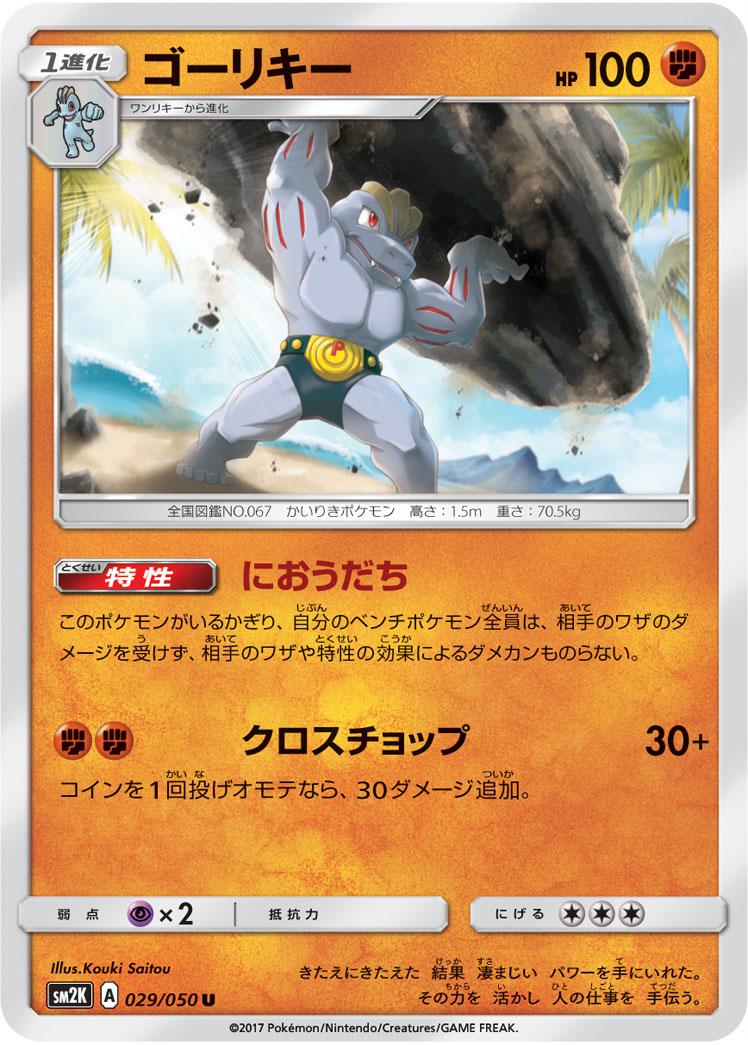 1進化
ゴーリキー
HP 100
ワンリキーから進化
P
全国図鑑NO.067 かいりきポケモン 高さ：1.5m 重さ：70.5kg
とくせい
特性 におうだち
このポケモンがいるかぎり、自分のベンチポケモン全員は、相手のワザのダ
メージを受けず、相手のワザや特性の効果によるダメカンものらない。
クロスチョップ 30+
コインを1回投げオモテなら、30ダメージ追加。
弱点 ×2 抵抗力 にげる
Illus.Kouki Saitou
SM2K A 029/050 U
きたえにきたえた 結果 凄まじい パワーを手にいれた。
その力を 活かし 人の仕事を 手伝う。
©2017 Pokémon/Nintendo/Creatures/GAME FREAK.